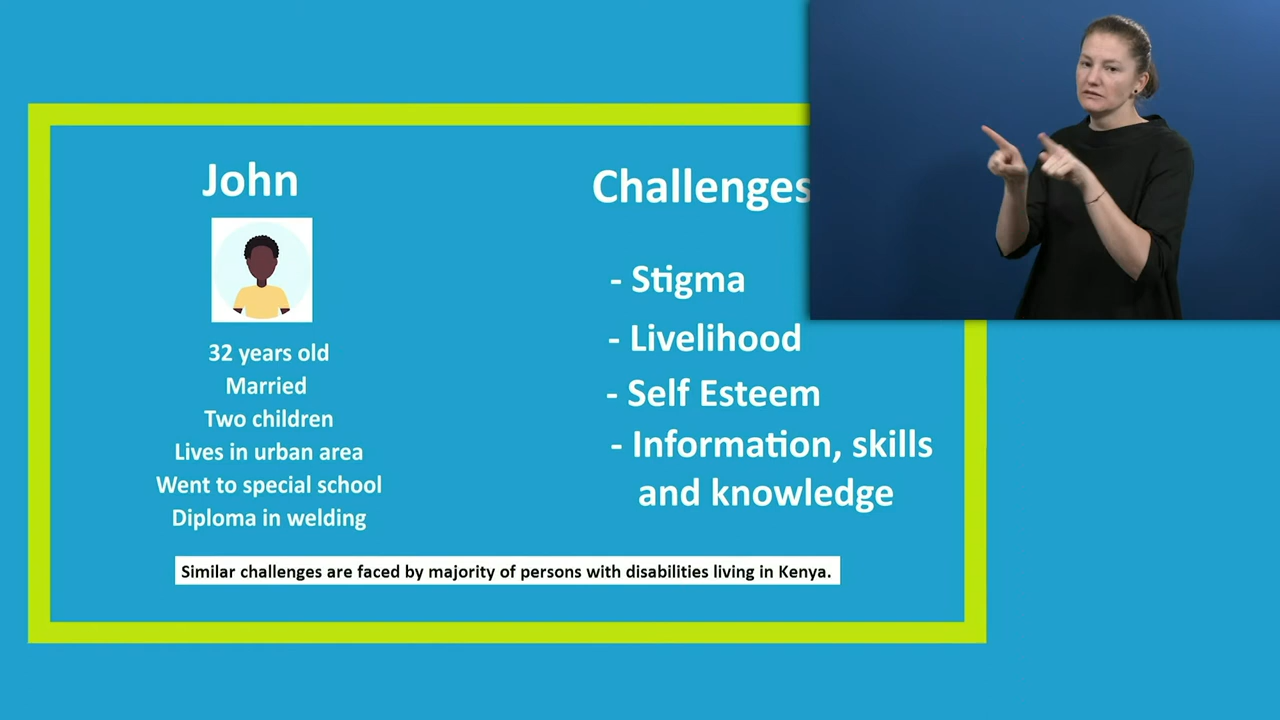 John
32 years old
Married
Two children
Lives in urban area
Went to special school
Diploma in welding
Challenges
- Stigma
- Livelihood
- Self Esteem
- Information, skills
and knowledge
Similar challenges are faced by majority of persons with disabilities living in Kenya.